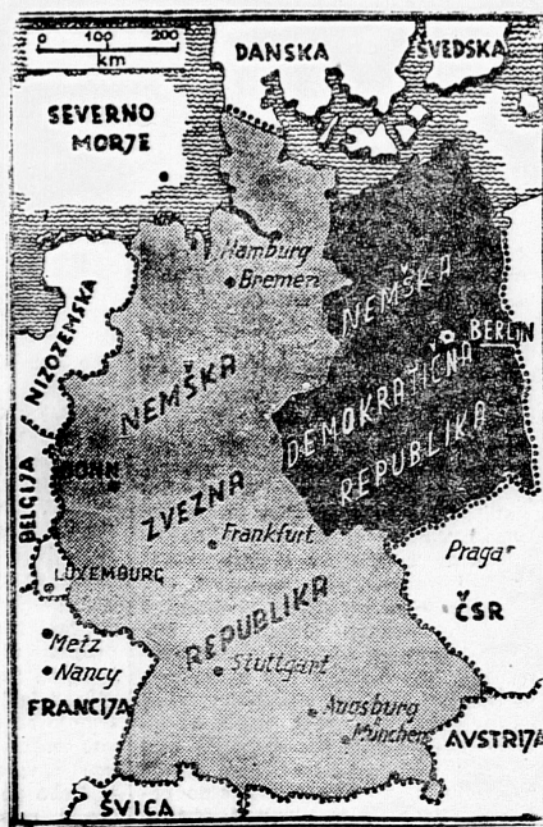 0 100 200
km
DANSKA
ŠVEDSKA
SEVERNO
MORJE
Hamburg
Bremen
NIZOZEMSKA
NEMŠKA
DEMOKRATIČNA
REPUBLIKA
BERLIN
NEMŠKA
ZVEZNA
REPUBLIKA
BELGIJA
BONN
Frankfurt
LUXEMBURG
Praga
ČSR
Metz
Nancy
Stuttgart
FRANCIJA
Augsburg
München
AVSTRIJA
ŠVICA